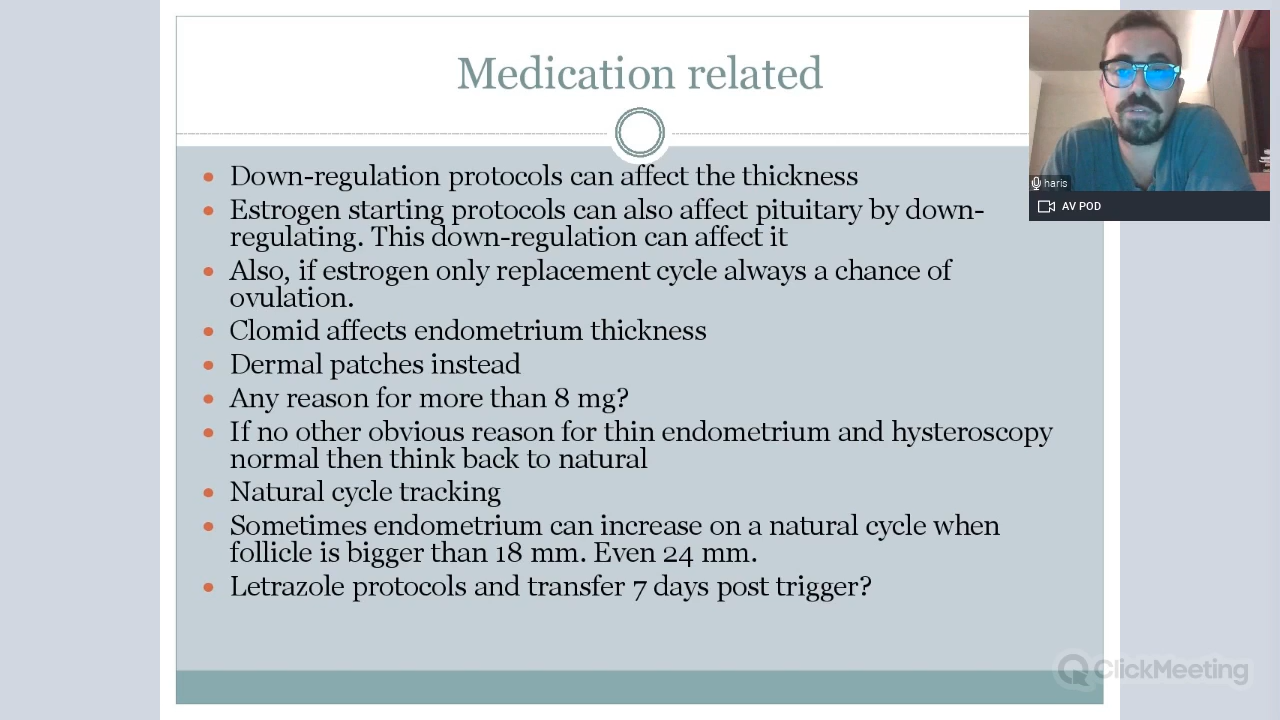 Medication related
Down-regulation protocols can affect the thickness
Estrogen starting protocols can also affect pituitary by down-
regulating. This down-regulation can affect it
Also, if estrogen only replacement cycle always a chance of
ovulation.
Clomid affects endometrium thickness
Dermal patches instead
Any reason for more than 8 mg?
If no other obvious reason for thin endometrium and hysteroscopy
normal then think back to natural
Natural cycle tracking
Sometimes endometrium can increase on a natural cycle when
follicle is bigger than 18 mm. Even 24 mm.
Letrazole protocols and transfer 7 days post trigger?
haris
AV POD
ClickMeeting